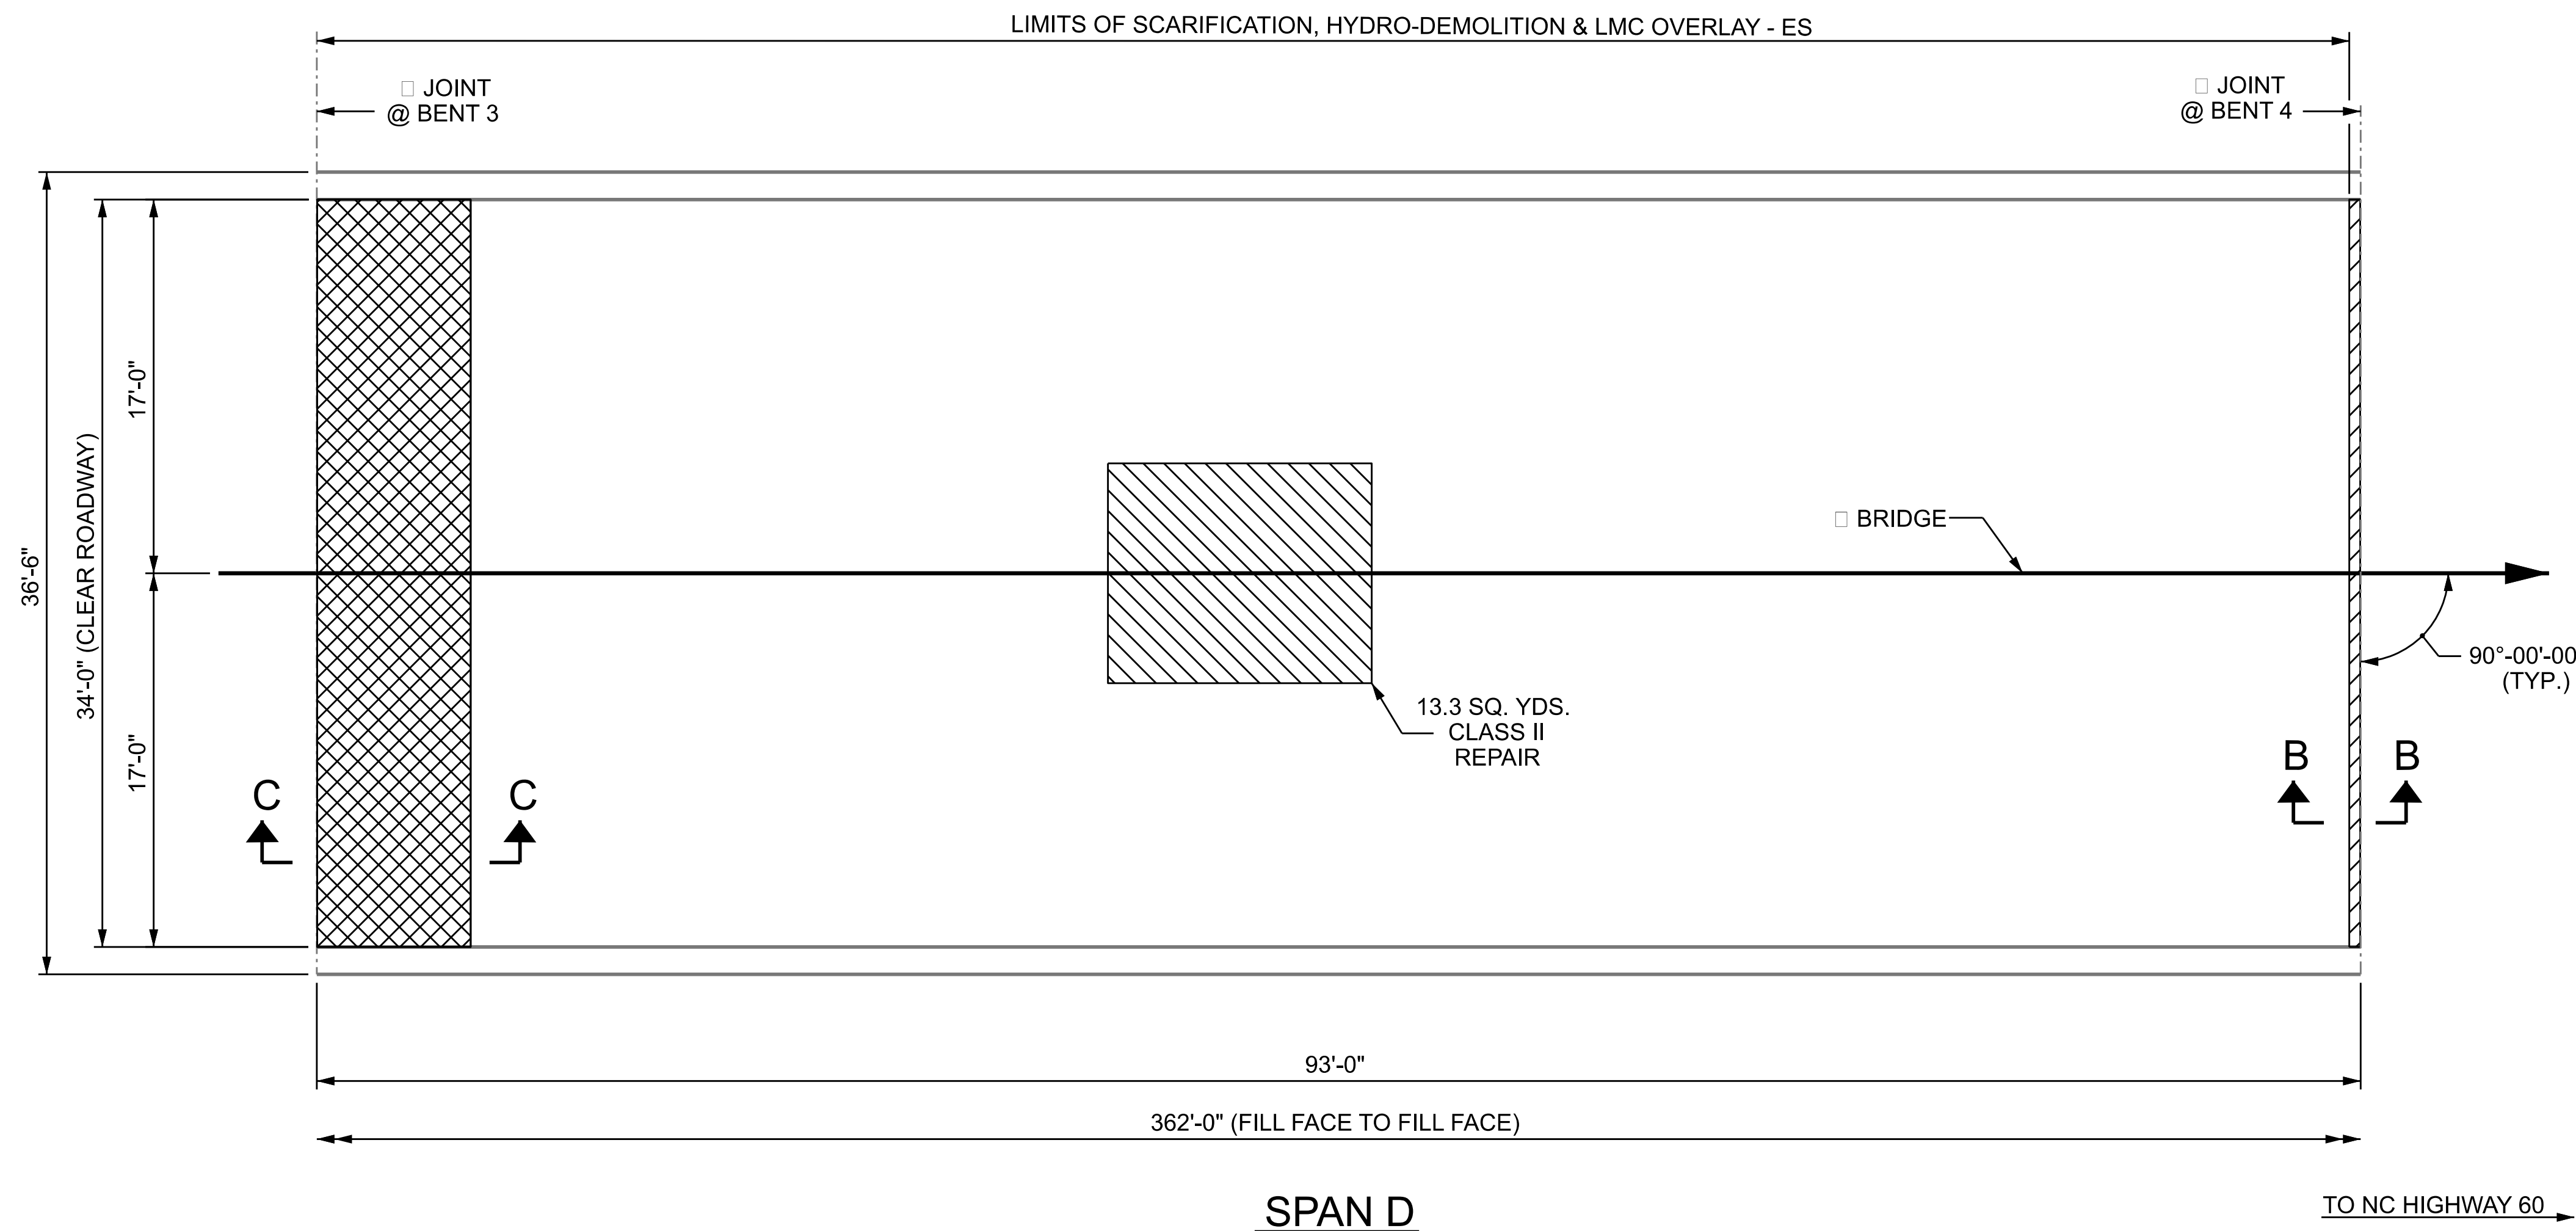 LIMITS OF SCARIFICATION, HYDRO-DEMOLITION & LMC OVERLAY - ES
□ JOINT
@ BENT 3
□ JOINT
@ BENT 4
36'-6"
34'-0" (CLEAR ROADWAY)
17'-0"
17'-0"
□ BRIDGE
90°-00'-00
(TYP.)
13.3 SQ. YDS.
CLASS II
REPAIR
C
C
B
B
93'-0"
362'-0" (FILL FACE TO FILL FACE)
SPAN D
TO NC HIGHWAY 60